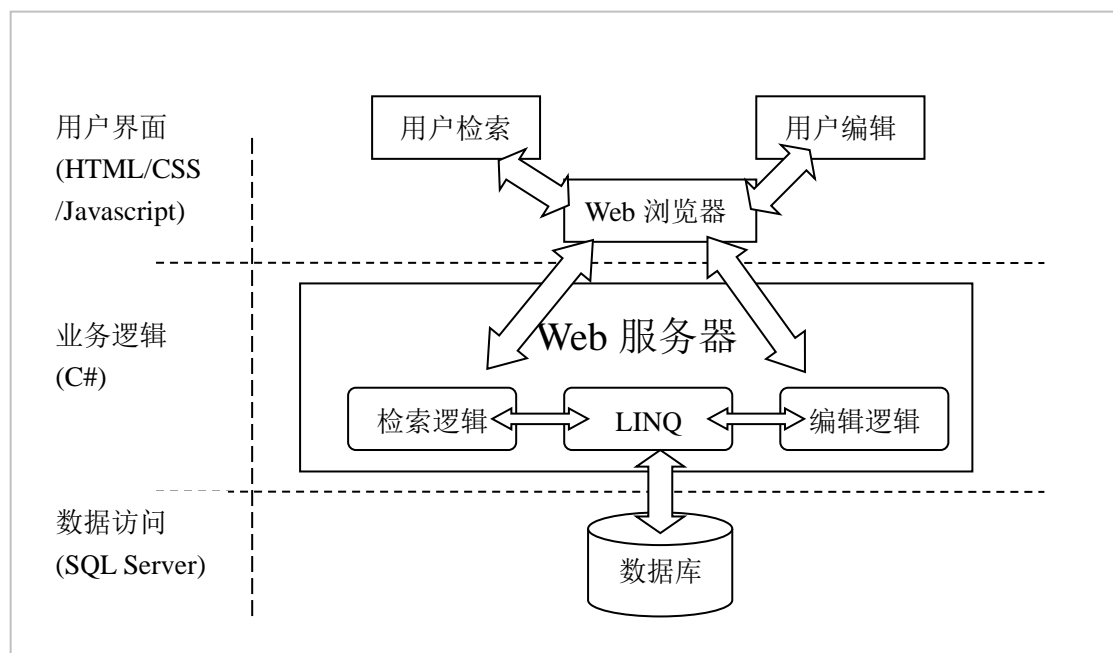 用户界面
(HTML/CSS
/Javascript)
用户检索
用户编辑
Web 浏览器
业务逻辑
(C#)
Web 服务器
检索逻辑
LINQ
编辑逻辑
数据访问
(SQL Server)
数据库